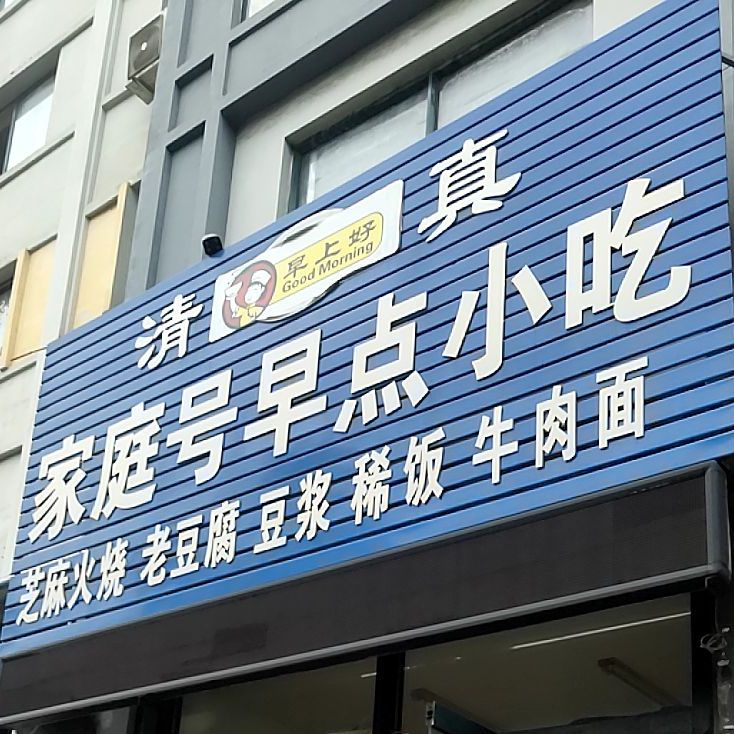 清 真
早上好
Good Morning
家庭号早点小吃
芝麻火烧 老豆腐 豆浆 稀饭 牛肉面